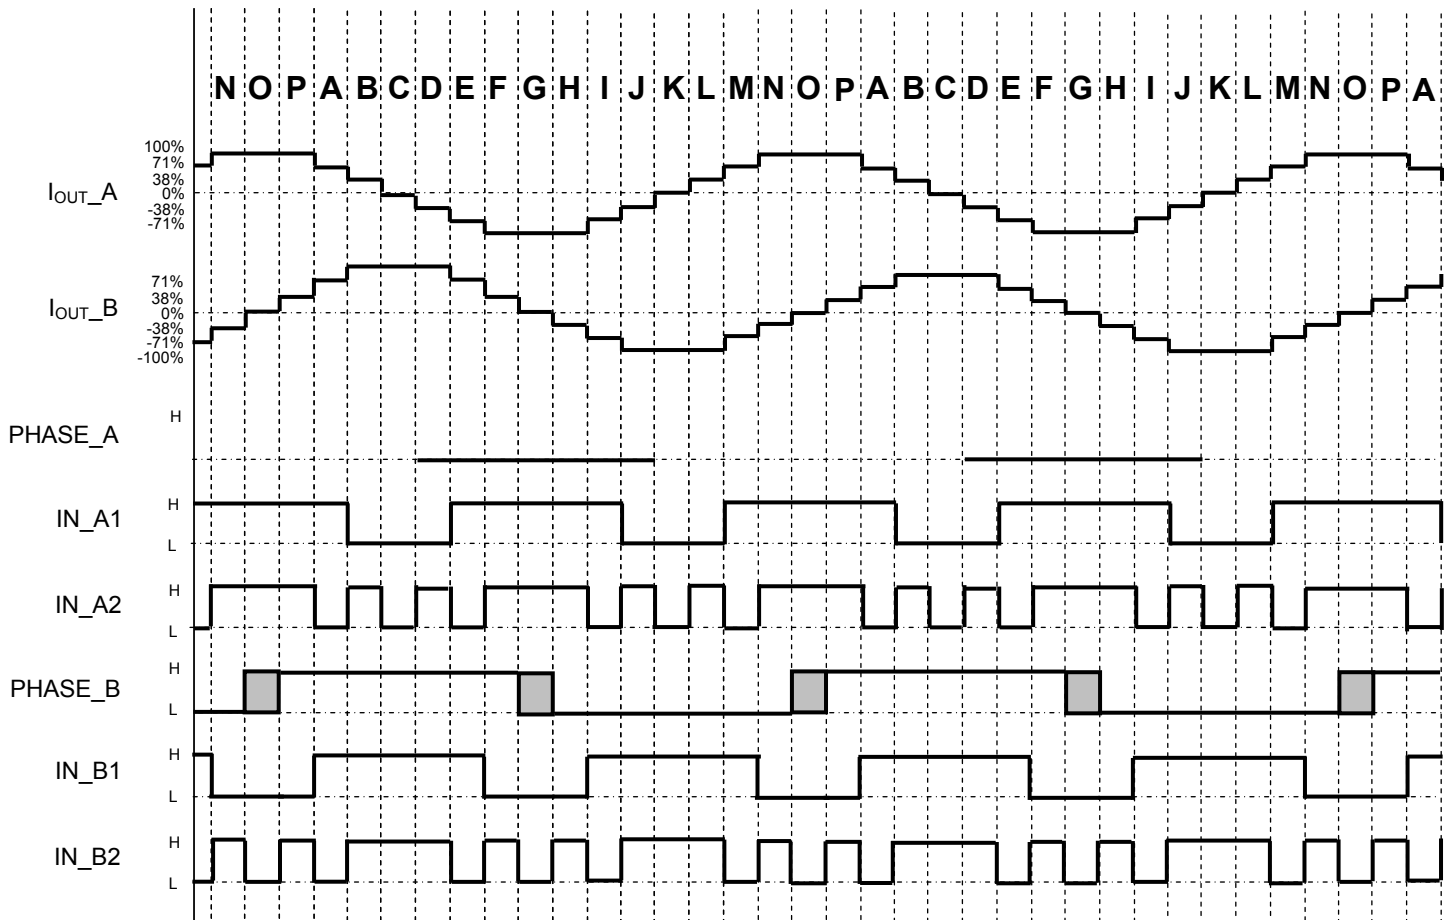 N O P A B C D E F G H I J K L M N O P A B C D E F G H I J K L M N O P A
100%
71%
38%
0%
-38%
-71%
IOUT_A
71%
38%
0%
-38%
-71%
-100%
IOUT_B
H
PHASE_A
H
IN_A1
L
H
IN_A2
L
H
PHASE_B
L
H
IN_B1
L
H
IN_B2
L